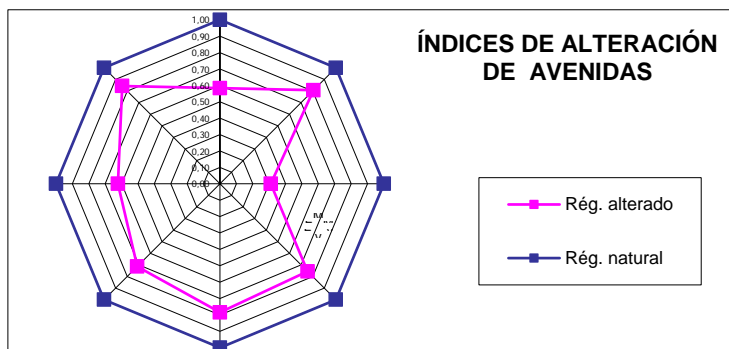 ÍNDICES DE ALTERACIÓN
DE AVENIDAS
1,00
0,90
0,80
0,70
0,60
0,50
0,40
0,30
0,20
0,10
0,00
Rég. alterado
Rég. natural